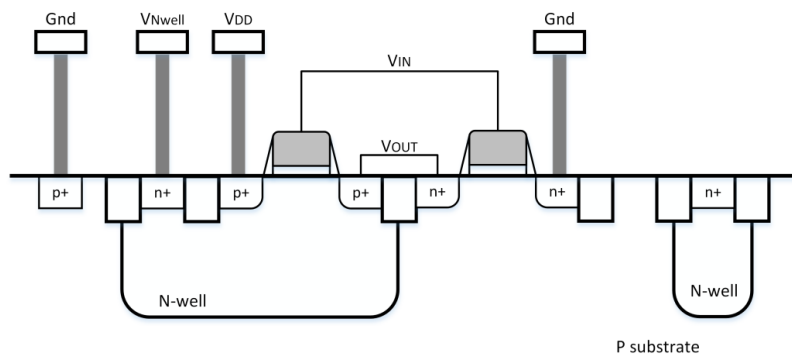 Gnd
VNwell
VDD
Gnd
VIN
VOUT
p+
n+
p+
p+
n+
n+
n+
N-well
N-well
P substrate